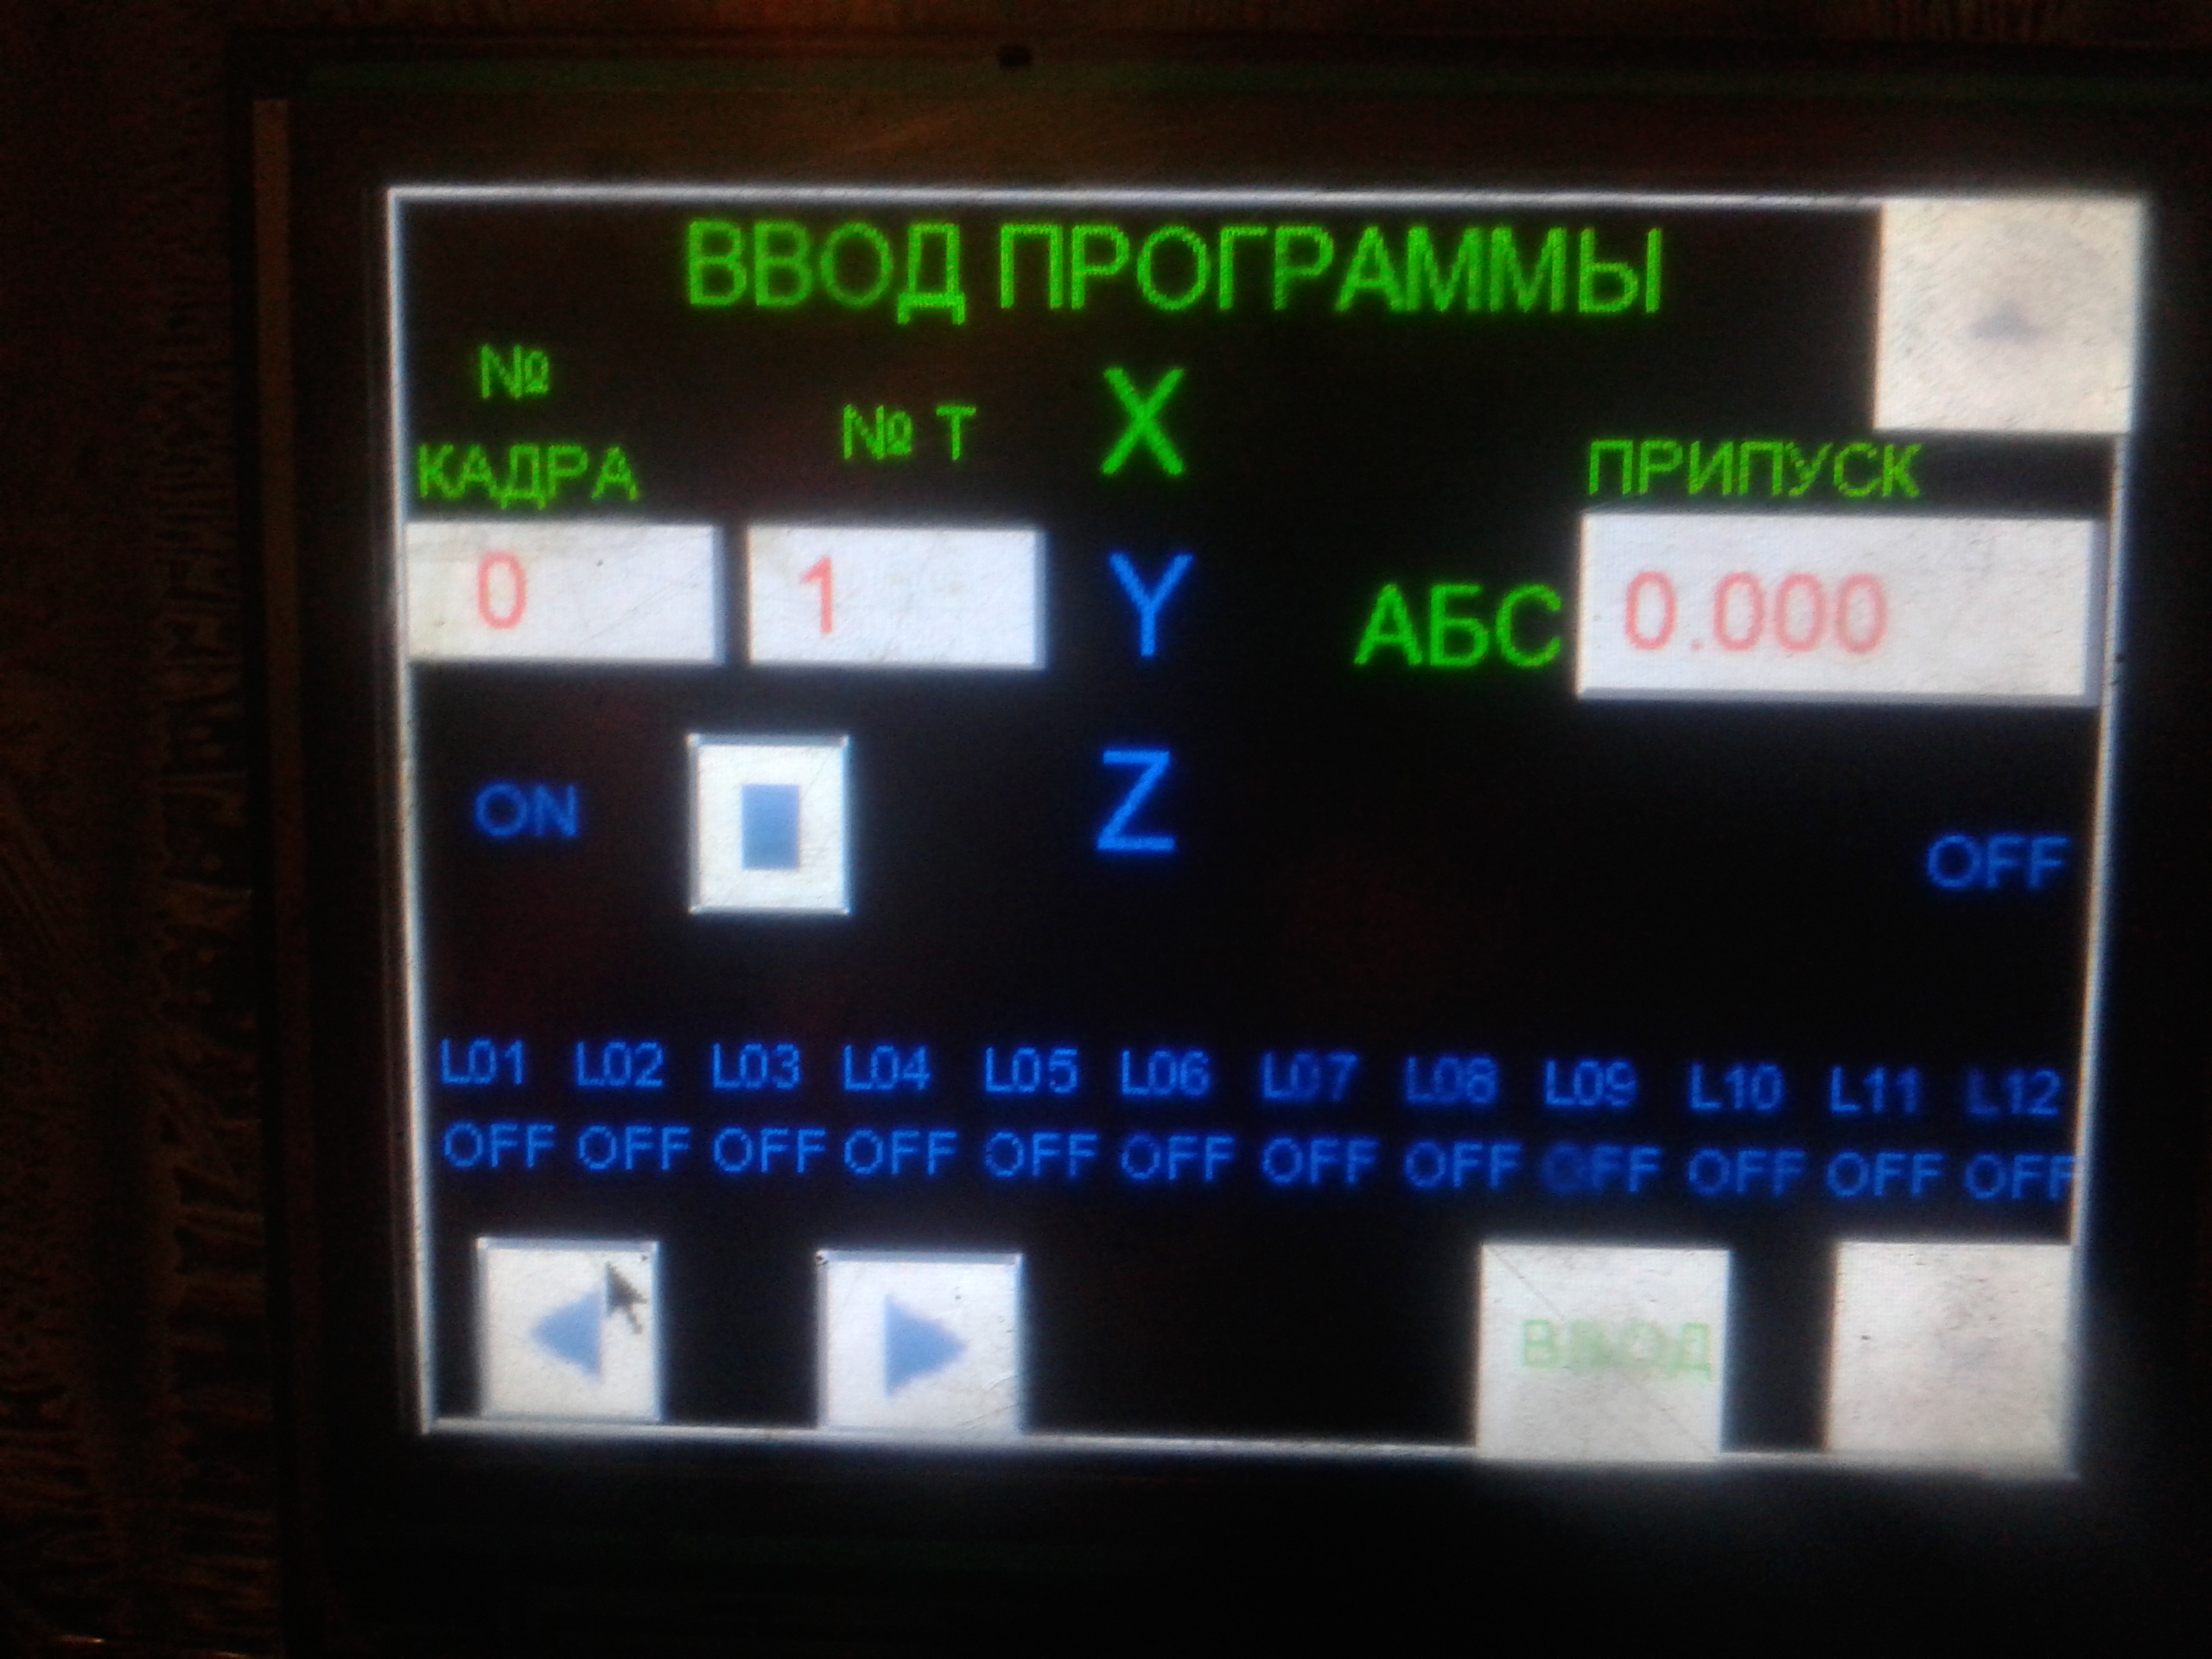 ВВОД ПРОГРАММЫ
№
КАДРА
№ Т
X
ПРИПУСК
0
1
Y
АБС
0.000
ON
Z
OFF
L01 L02 L03 L04 L05 L06 L07 L08 L09 L10 L11 L12
OFF OFF OFF OFF OFF OFF OFF OFF OFF OFF OFF OFF
ВВОД